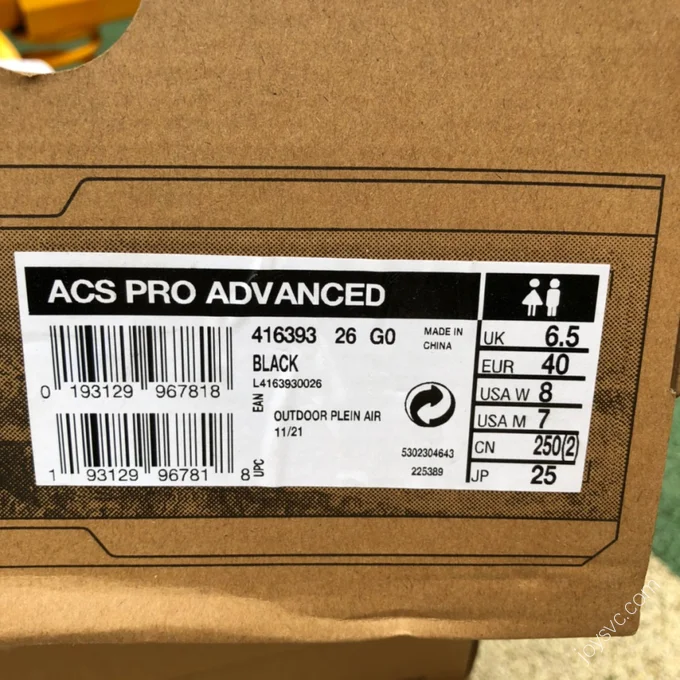 ACS PRO ADVANCED
416393 26 G0
BLACK
L4163930026
MADE IN
CHINA
0 193129 967818
EAN
OUTDOOR PLEIN AIR
11/21
1 93129 96781 8
UPC
5302304643
225389
UK 6.5
EUR 40
USA W 8
USA M 7
CN 250(2)
JP 25
joysvc.com